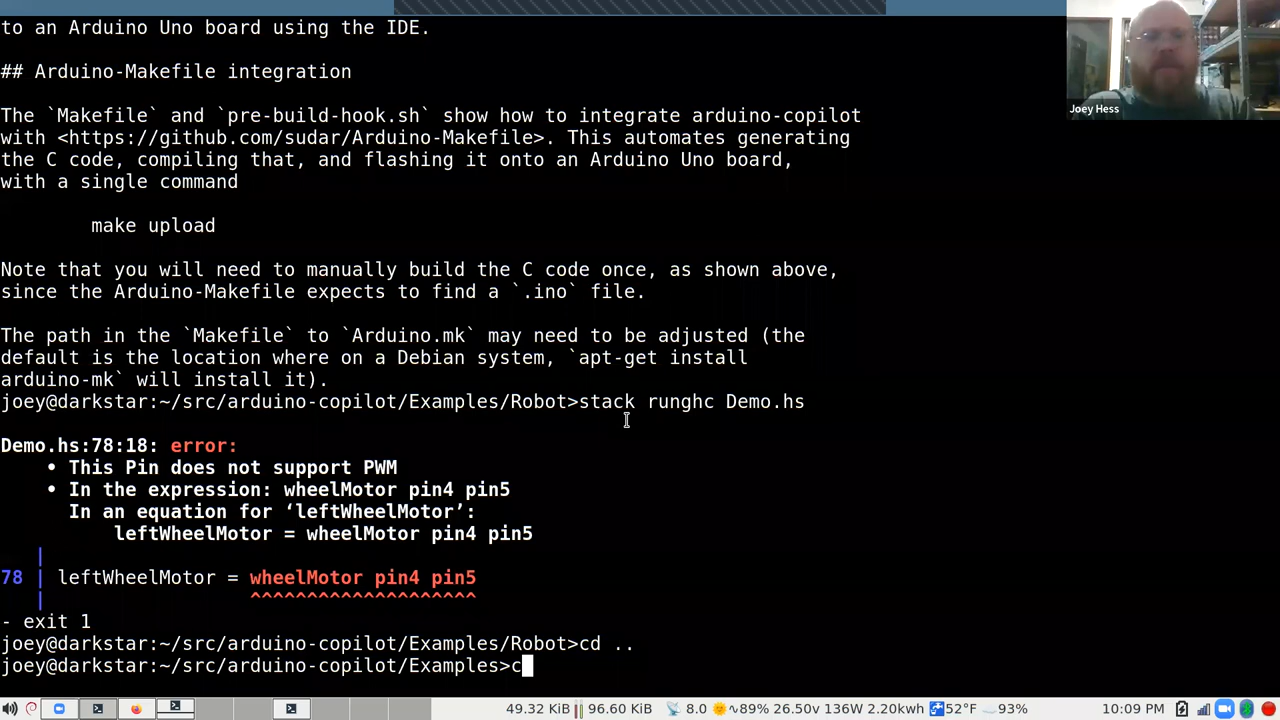 to an Arduino Uno board using the IDE.
## Arduino-Makefile integration
The `Makefile` and `pre-build-hook.sh` show how to integrate arduino-copilot
with <https://github.com/sudar/Arduino-Makefile>. This automates generating
the C code, compiling that, and flashing it onto an Arduino Uno board,
with a single command
make upload
Note that you will need to manually build the C code once, as shown above,
since the Arduino-Makefile expects to find a `.ino` file.
The path in the `Makefile` to `Arduino.mk` may need to be adjusted (the
default is the location where on a Debian system, `apt-get install
arduino-mk` will install it).
joey@darkstar:~/src/arduino-copilot/Examples/Robot>stack runghc Demo.hs
Demo.hs:78:18: error:
• This Pin does not support PWM
• In the expression: wheelMotor pin4 pin5
In an equation for ‘leftWheelMotor’:
leftWheelMotor = wheelMotor pin4 pin5
|
78 | leftWheelMotor = wheelMotor pin4 pin5
| ^^^^^^^^^^^^^^^^^^^^
- exit 1
joey@darkstar:~/src/arduino-copilot/Examples/Robot>cd ..
joey@darkstar:~/src/arduino-copilot/Examples>c
Joey Hess
49.32 KiB 96.60 KiB 8.0 ∿89% 26.50v 136W 2.20kwh 52°F 93% 10:09 PM